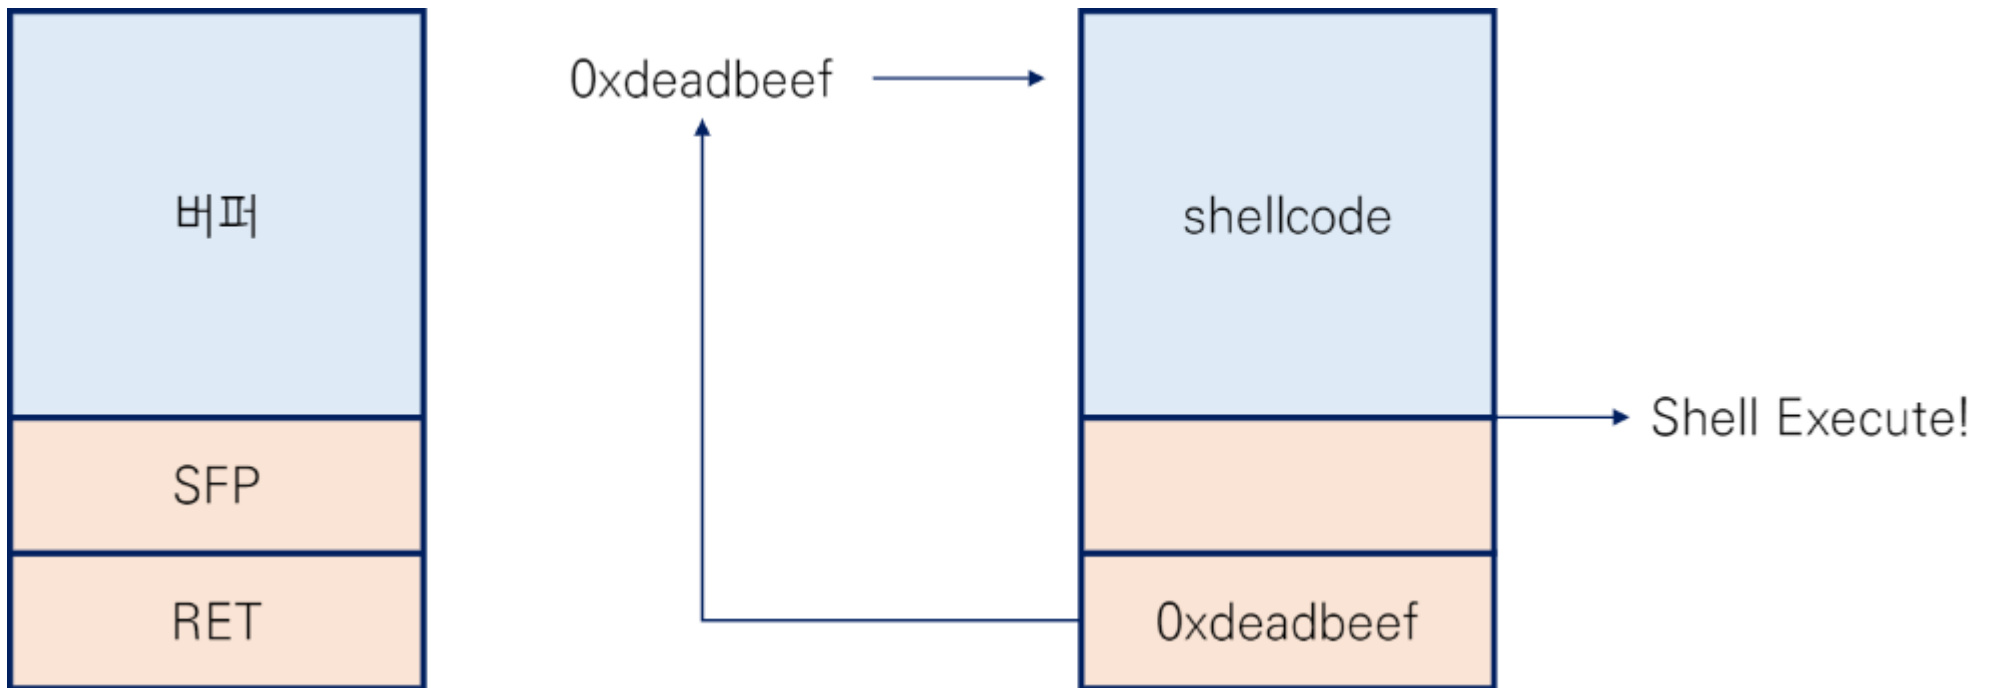 버퍼
SFP
RET
0xdeadbeef
shellcode
0xdeadbeef
Shell Execute!